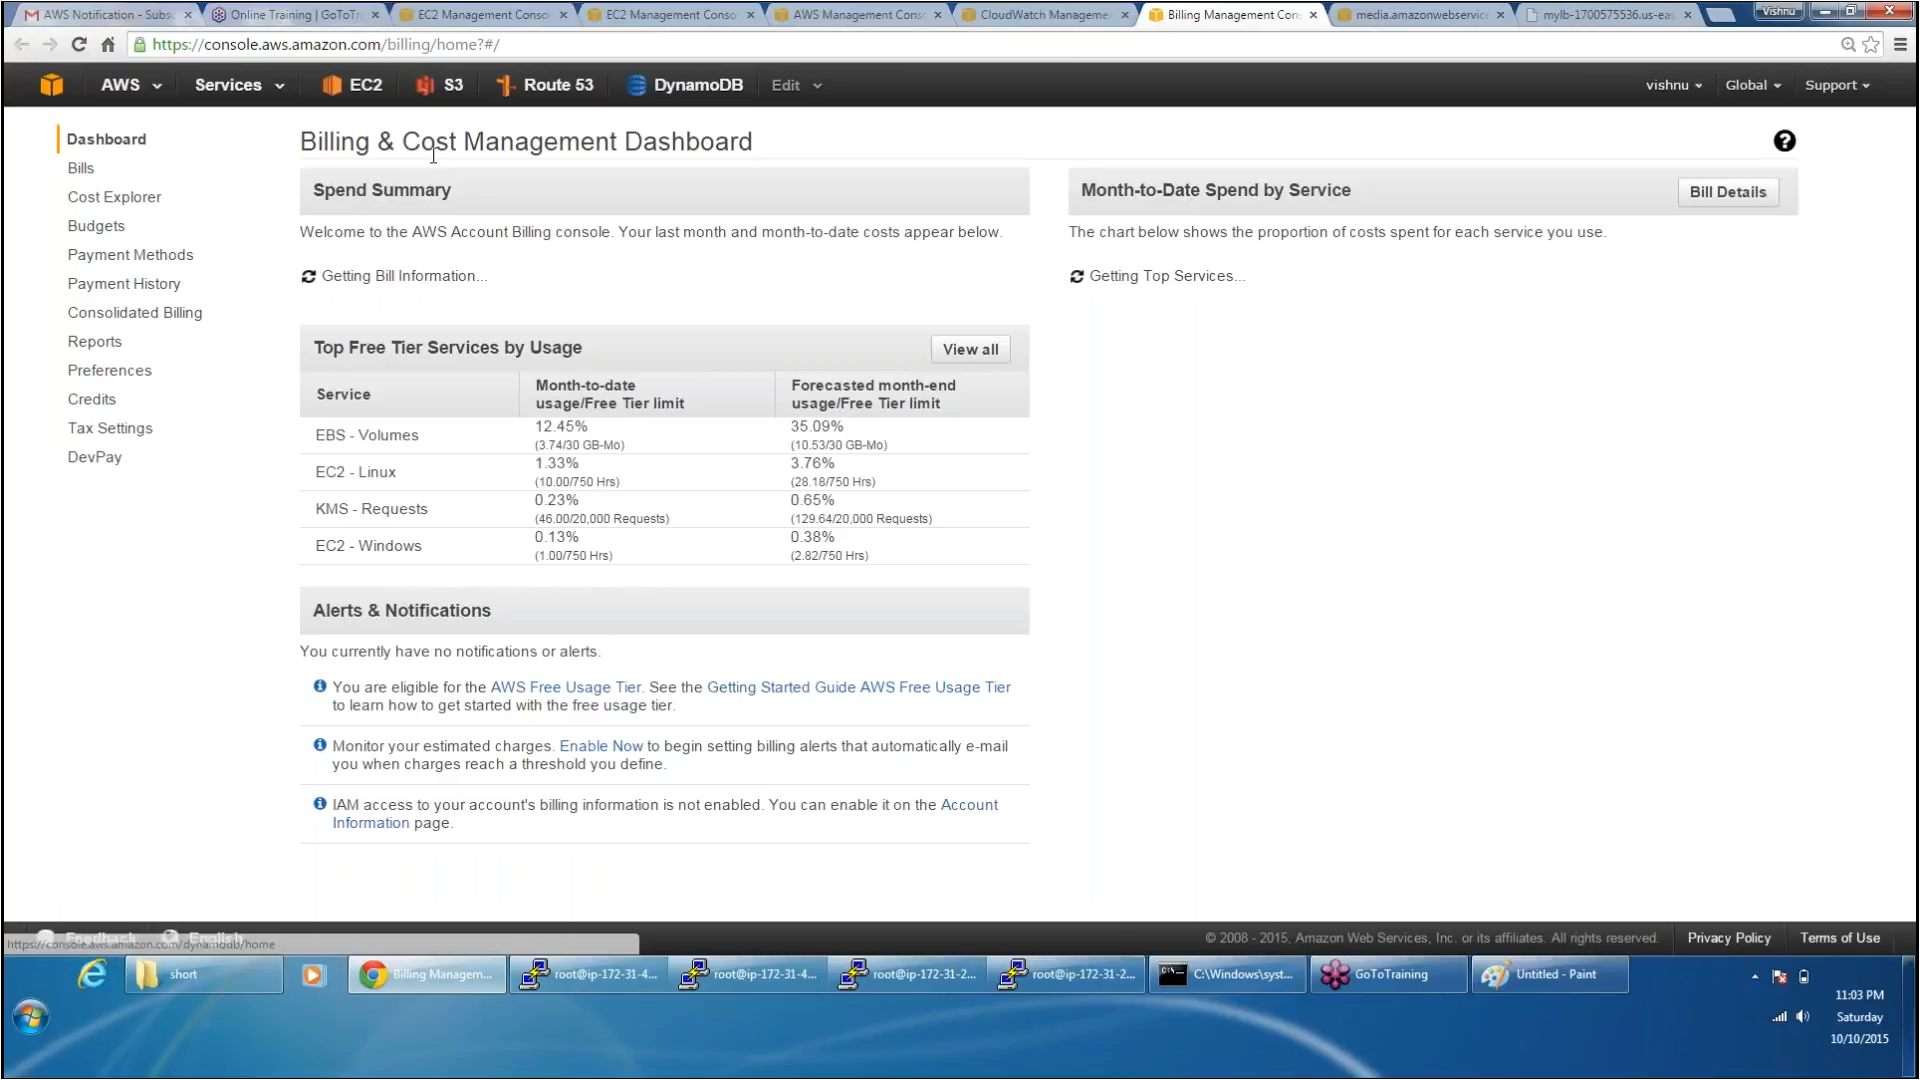 AWS Notification - Subsc
Online Training | GoToTr
EC2 Management Conso
EC2 Management Conso
AWS Management Cons
CloudWatch Manageme
Billing Management Con
media.amazonwebservice
mylb-1700575536.us-eas
Vishnu
https://console.aws.amazon.com/billing/home?#/
AWS
Services
EC2
S3
Route 53
DynamoDB
Edit
vishnu
Global
Support
Dashboard
Bills
Cost Explorer
Budgets
Payment Methods
Payment History
Consolidated Billing
Reports
Preferences
Credits
Tax Settings
DevPay
Billing & Cost Management Dashboard
?
Spend Summary
Welcome to the AWS Account Billing console. Your last month and month-to-date costs appear below.
Getting Bill Information...
Month-to-Date Spend by Service
Bill Details
The chart below shows the proportion of costs spent for each service you use.
Getting Top Services...
Top Free Tier Services by Usage
View all
Service
Month-to-date
usage/Free Tier limit
Forecasted month-end
usage/Free Tier limit
EBS - Volumes
12.45%
(3.74/30 GB-Mo)
35.09%
(10.53/30 GB-Mo)
EC2 - Linux
1.33%
(10.00/750 Hrs)
3.76%
(28.18/750 Hrs)
KMS - Requests
0.23%
(46.00/20,000 Requests)
0.65%
(129.64/20,000 Requests)
EC2 - Windows
0.13%
(1.00/750 Hrs)
0.38%
(2.82/750 Hrs)
Alerts & Notifications
You currently have no notifications or alerts.
You are eligible for the AWS Free Usage Tier. See the Getting Started Guide AWS Free Usage Tier
to learn how to get started with the free usage tier.
Monitor your estimated charges. Enable Now to begin setting billing alerts that automatically e-mail
you when charges reach a threshold you define.
IAM access to your account's billing information is not enabled. You can enable it on the Account
Information page.
Feedback
English
https://console.aws.amazon.com/dynamodb/home
© 2008 - 2015, Amazon Web Services, Inc. or its affiliates. All rights reserved.
Privacy Policy
Terms of Use
short
Billing Managem...
root@ip-172-31-4...
root@ip-172-31-4...
root@ip-172-31-2...
root@ip-172-31-2...
C:\Windows\syst...
GoToTraining
Untitled - Paint
11:03 PM
Saturday
10/10/2015